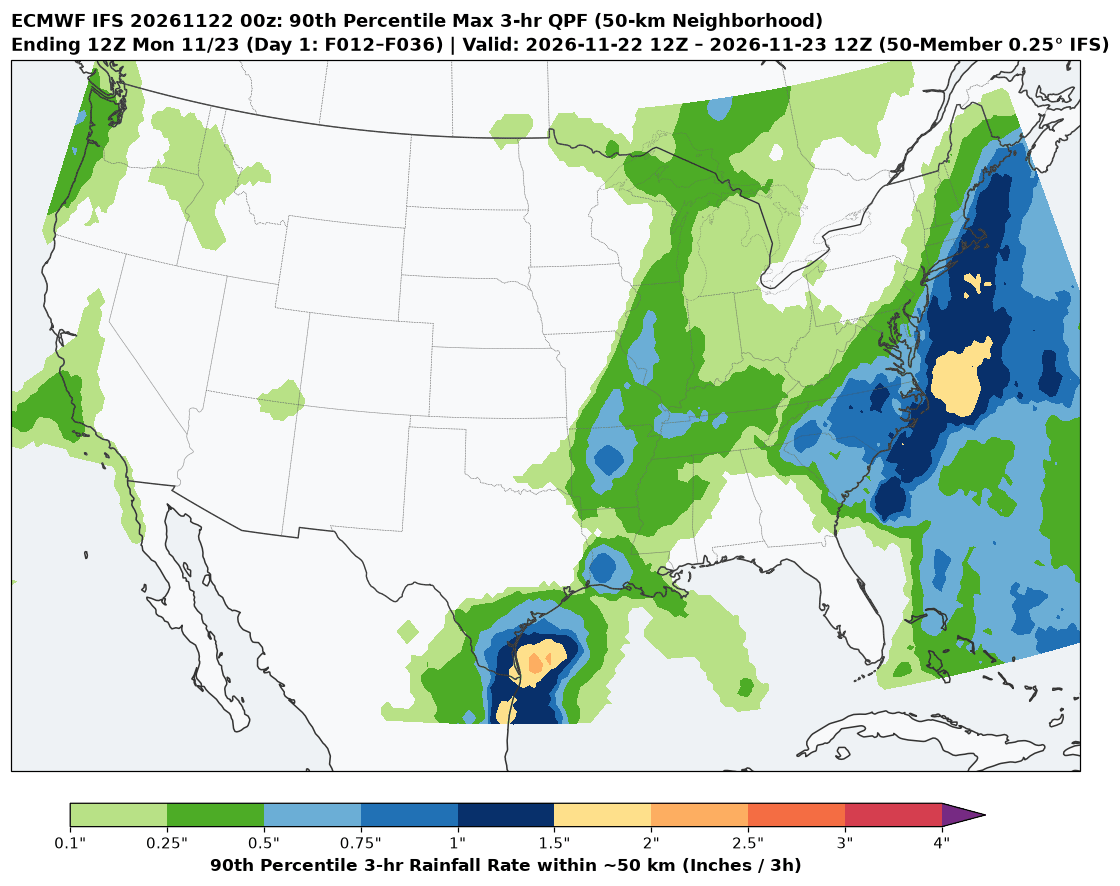 ECMWF IFS 20261122 00z: 90th Percentile Max 3-hr QPF (50-km Neighborhood)
Ending 12Z Mon 11/23 (Day 1: F012–F036) | Valid: 2026-11-22 12Z – 2026-11-23 12Z (50-Member 0.25° IFS)
0.1" 0.25" 0.5" 0.75" 1" 1.5" 2" 2.5" 3" 4"
90th Percentile 3-hr Rainfall Rate within ~50 km (Inches / 3h)